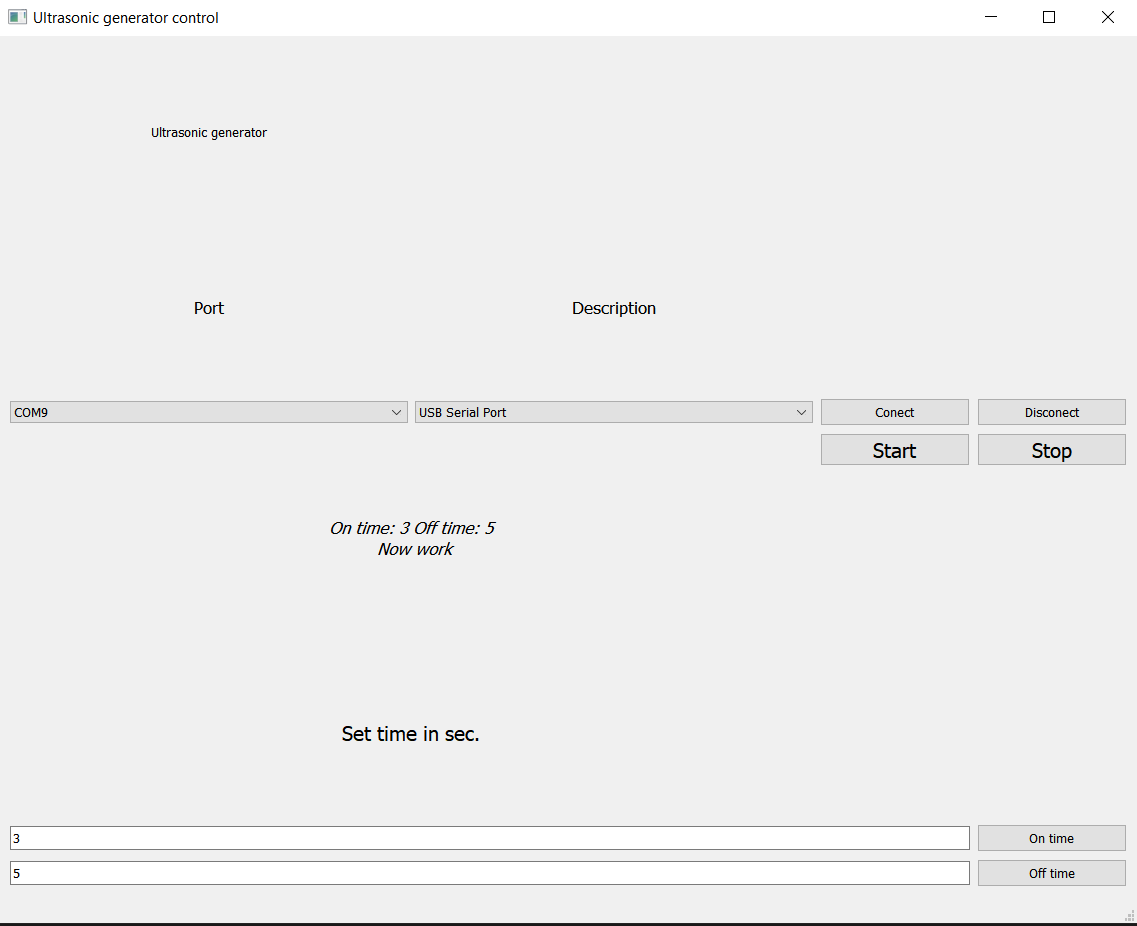 Ultrasonic generator control
Ultrasonic generator
Port Description
COM9 USB Serial Port Conect Disconect
Start Stop
On time: 3 Off time: 5
Now work
Set time in sec.
3 On time
5 Off time